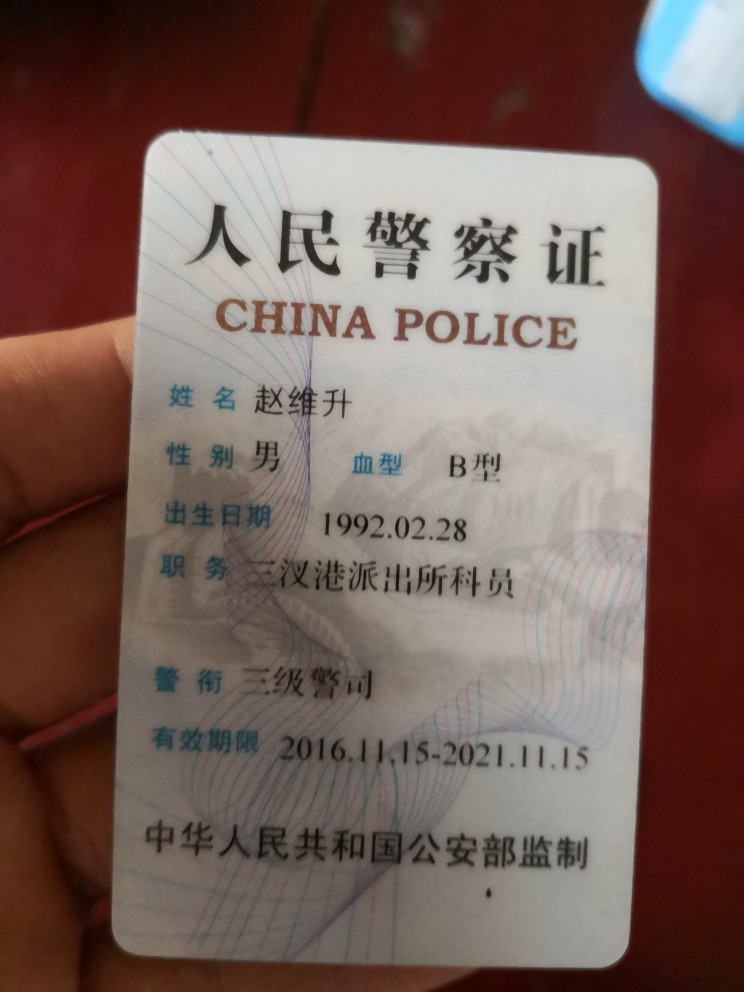 人民警察证
CHINA POLICE
姓名 赵维升
性别 男 血型 B型
出生日期 1992.02.28
职务 三汊港派出所科员
警衔 三级警司
有效期限 2016.11.15-2021.11.15
中华人民共和国公安部监制